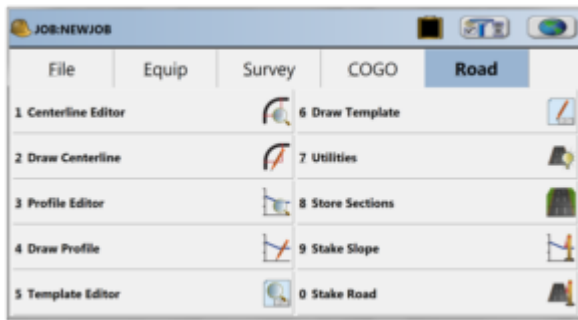 JOB:NEWJOB
File Equip Survey COGO Road
1 Centerline Editor
2 Draw Centerline
3 Profile Editor
4 Draw Profile
5 Template Editor
6 Draw Template
7 Utilities
8 Store Sections
9 Stake Slope
0 Stake Road